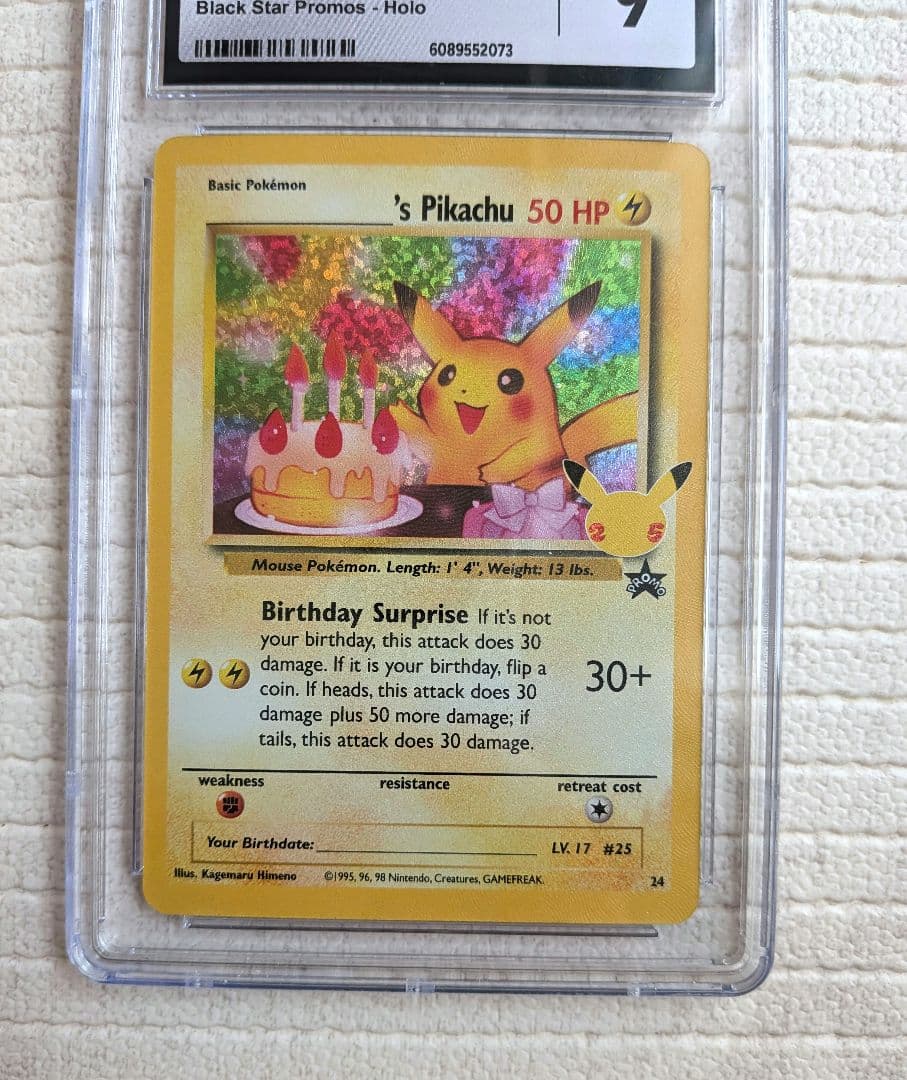 Black Star Promos - Holo
9
6089552073
Basic Pokémon
's Pikachu 50 HP
25
Mouse Pokémon. Length: 1' 4", Weight: 13 lbs.
PROMO
Birthday Surprise If it's not
your birthday, this attack does 30
damage. If it is your birthday, flip a
coin. If heads, this attack does 30
damage plus 50 more damage; if
tails, this attack does 30 damage.
30+
weakness resistance retreat cost
Your Birthdate: LV. 17 #25
Illus. Kagemaru Himeno ©1995, 96, 98 Nintendo, Creatures, GAMEFREAK. 24